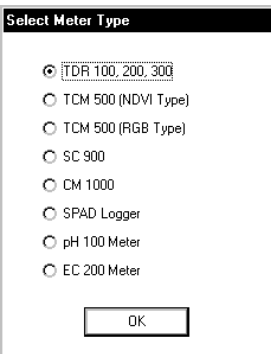 Select Meter Type
TDR 100, 200, 300
TCM 500 (NDVI Type)
TCM 500 (RGB Type)
SC 900
CM 1000
SPAD Logger
pH 100 Meter
EC 200 Meter
OK